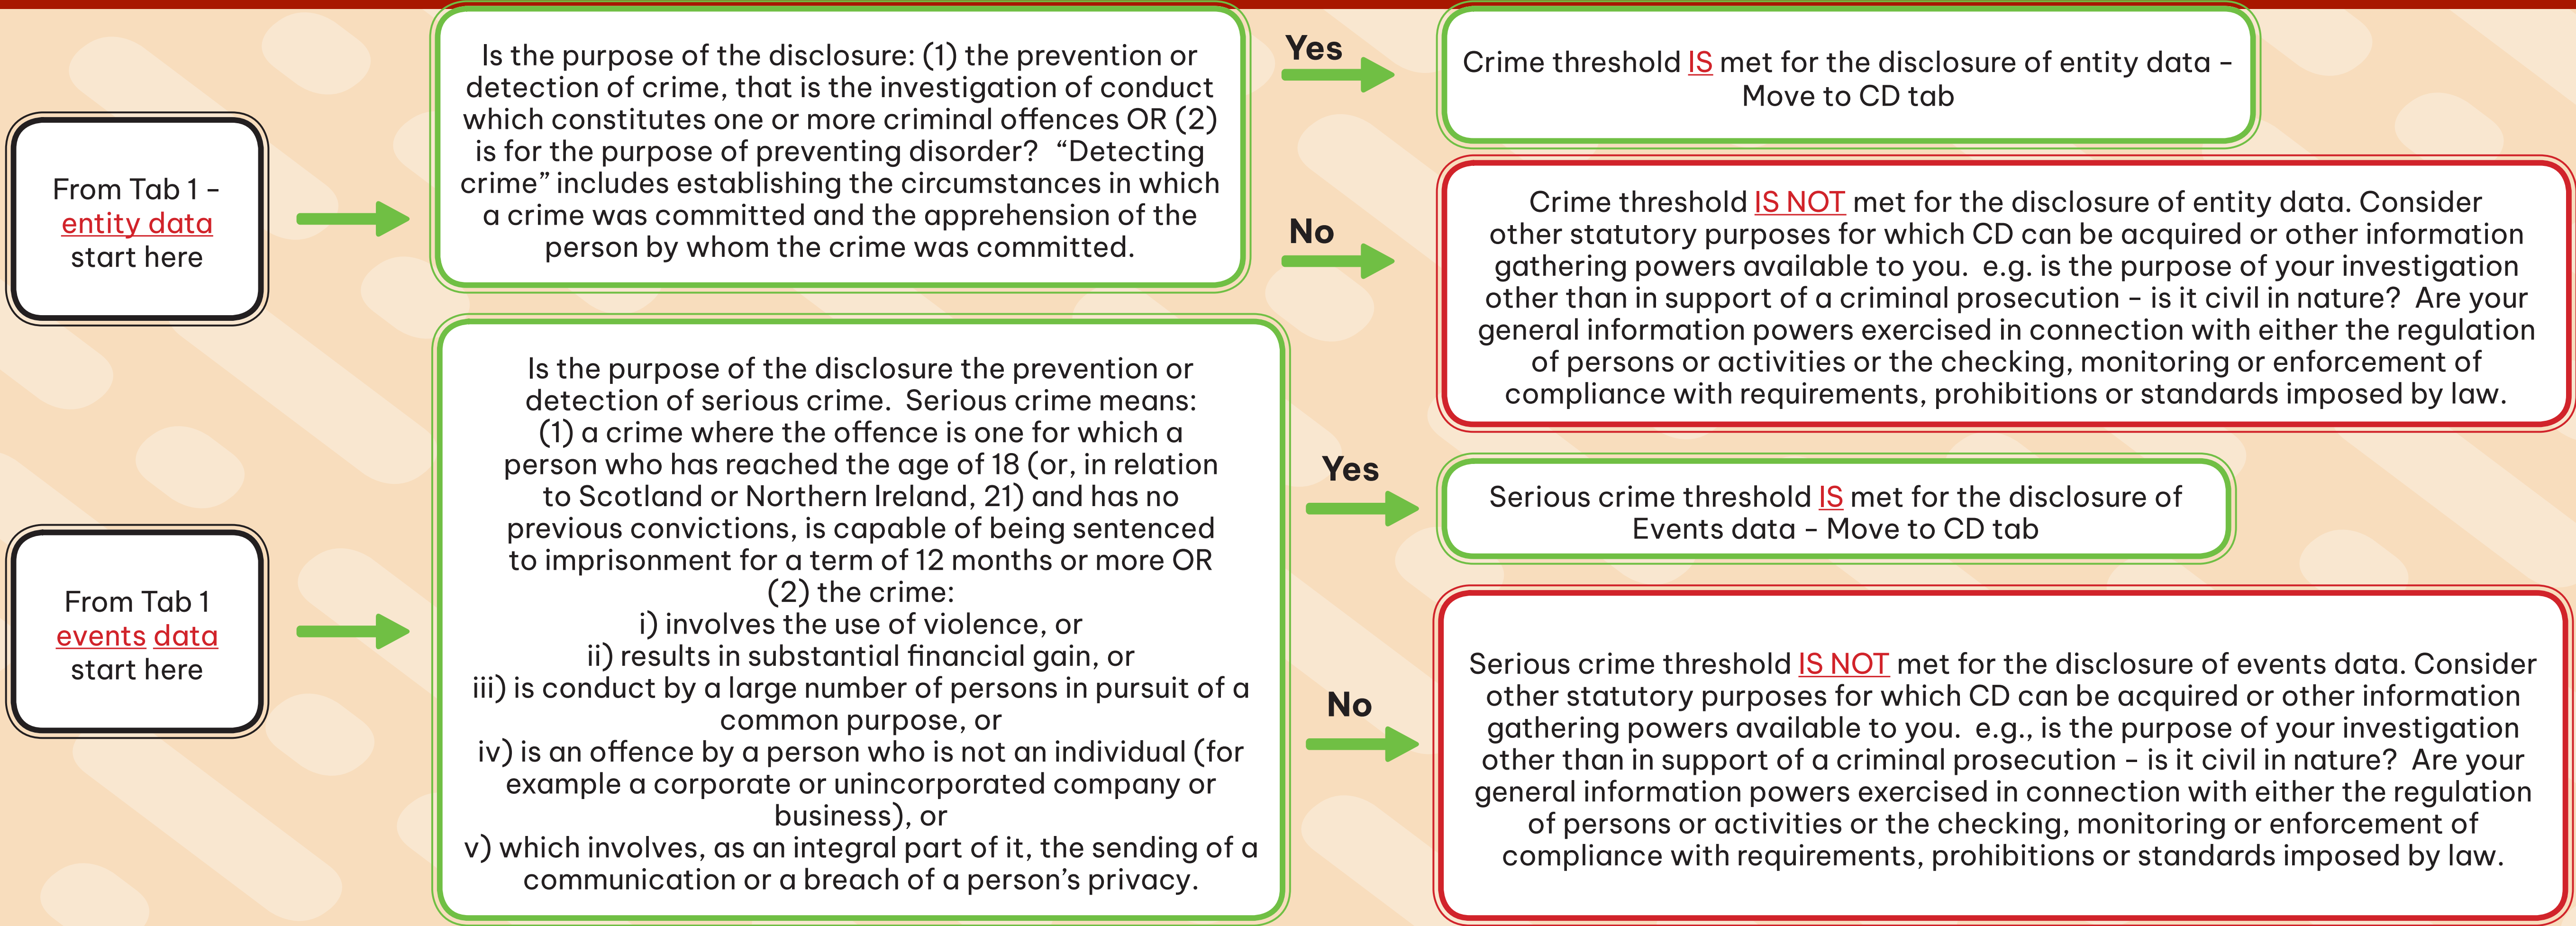 From Tab 1 –
entity data
start here
Is the purpose of the disclosure: (1) the prevention or
detection of crime, that is the investigation of conduct
which constitutes one or more criminal offences OR (2)
is for the purpose of preventing disorder?  “Detecting
crime” includes establishing the circumstances in which
a crime was committed and the apprehension of the
person by whom the crime was committed.
Yes
Crime threshold IS met for the disclosure of entity data –
Move to CD tab
No
Crime threshold IS NOT met for the disclosure of entity data. Consider
other statutory purposes for which CD can be acquired or other information
gathering powers available to you.  e.g. is the purpose of your investigation
other than in support of a criminal prosecution – is it civil in nature?  Are your
general information powers exercised in connection with either the regulation
of persons or activities or the checking, monitoring or enforcement of
compliance with requirements, prohibitions or standards imposed by law.
From Tab 1
events data
start here
Is the purpose of the disclosure the prevention or
detection of serious crime.  Serious crime means:
(1) a crime where the offence is one for which a
person who has reached the age of 18 (or, in relation
to Scotland or Northern Ireland, 21) and has no
previous convictions, is capable of being sentenced
to imprisonment for a term of 12 months or more OR
(2) the crime:
i) involves the use of violence, or
ii) results in substantial financial gain, or
iii) is conduct by a large number of persons in pursuit of a
common purpose, or
iv) is an offence by a person who is not an individual (for
example a corporate or unincorporated company or
business), or
v) which involves, as an integral part of it, the sending of a
communication or a breach of a person’s privacy.
Yes
Serious crime threshold IS met for the disclosure of
Events data – Move to CD tab
No
Serious crime threshold IS NOT met for the disclosure of events data. Consider
other statutory purposes for which CD can be acquired or other information
gathering powers available to you.  e.g., is the purpose of your investigation
other than in support of a criminal prosecution – is it civil in nature?  Are your
general information powers exercised in connection with either the regulation
of persons or activities or the checking, monitoring or enforcement of
compliance with requirements, prohibitions or standards imposed by law.